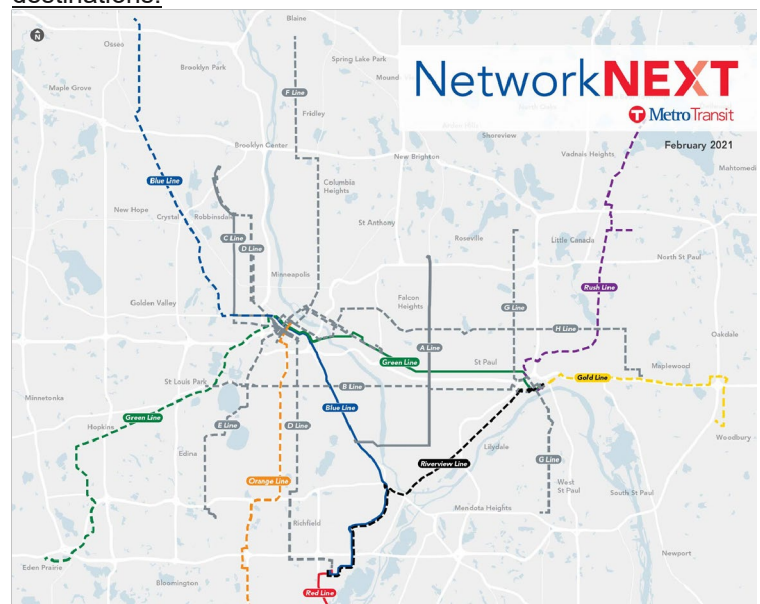 destinations.
N
Blaine
Osseo
Spring Lake Park
Brooklyn Park
Maple Grove
F Line
Fridley
NetworkNEXT
T MetroTransit
February 2021
Shoreview
Brooklyn Center
New Brighton
Vadnais Heights
Mahtomedi
Blue Line
Columbia
Heights
New Hope
Crystal
Robbinsdale
St Anthony
C Line
D Line
Roseville
Little Canada
North St Paul
Minneapolis
Rush Line
Golden Valley
Falcon
Heights
G Line
H Line
Oakdale
A Line
Green Line
St Paul
Maplewood
Gold Line
St Louis Park
B Line
Minnetonka
Blue Line
Green Line
Hopkins
E Line
D Line
Woodbury
Edina
Lilydale
G Line
Riverview Line
Orange Line
West
St Paul
South St Paul
Mendota Heights
Richfield
Newport
Eden Prairie
Bloomington
Red Line